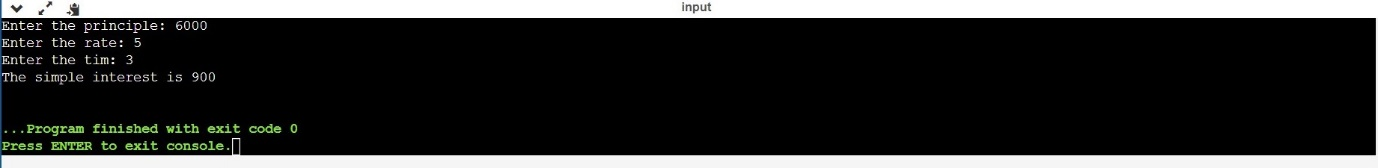 input
Enter the principle: 6000
Enter the rate: 5
Enter the tim: 3
The simple interest is 900
...Program finished with exit code 0
Press ENTER to exit console.